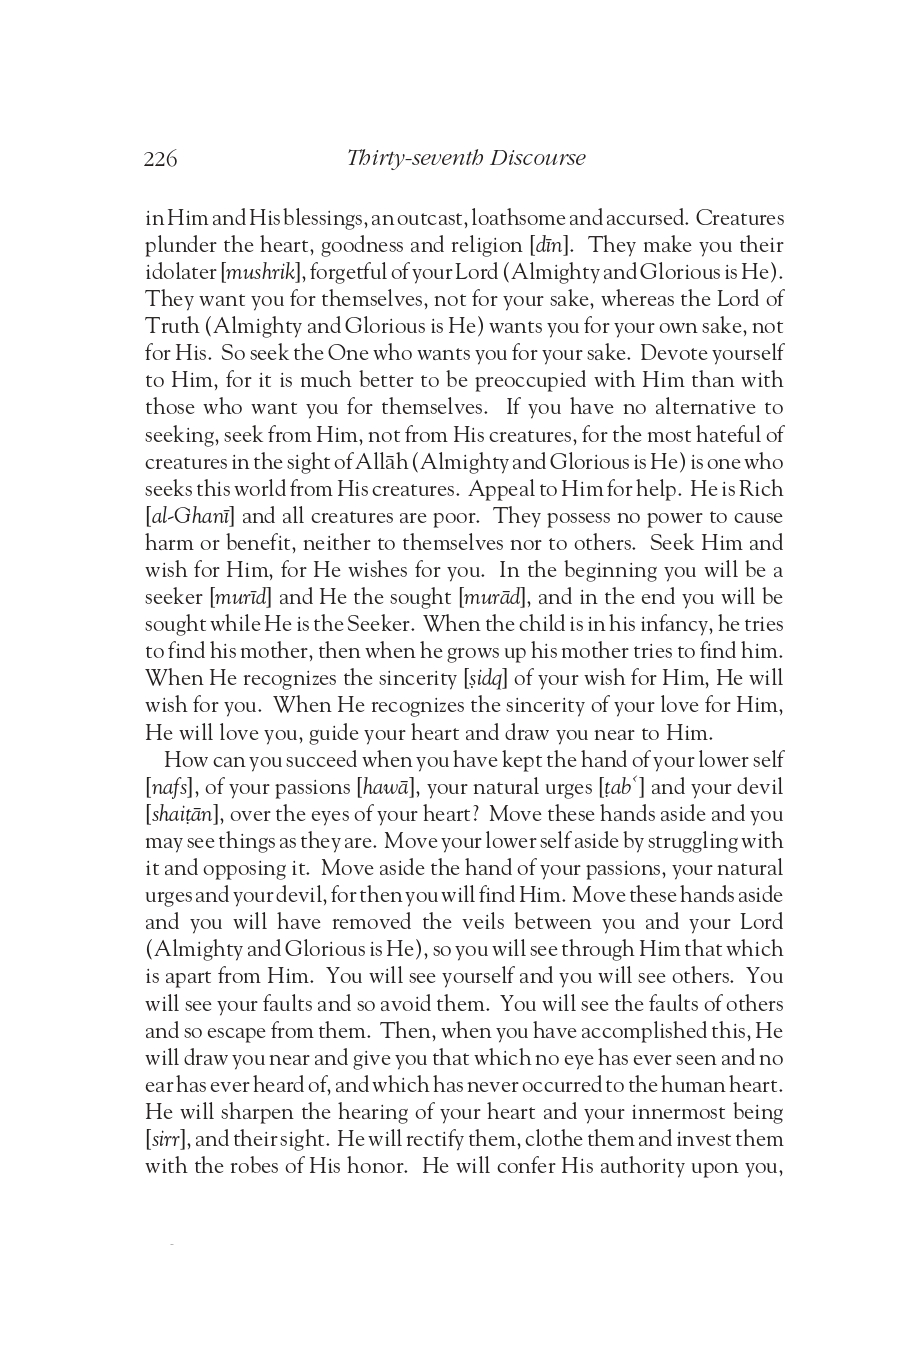 226
Thirty-seventh Discourse
in Him and His blessings, an outcast, loathsome and accursed. Creatures
plunder the heart, goodness and religion [dīn]. They make you their
idolater [mushrik], forgetful of your Lord (Almighty and Glorious is He).
They want you for themselves, not for your sake, whereas the Lord of
Truth (Almighty and Glorious is He) wants you for your own sake, not
for His. So seek the One who wants you for your sake. Devote yourself
to Him, for it is much better to be preoccupied with Him than with
those who want you for themselves. If you have no alternative to
seeking, seek from Him, not from His creatures, for the most hateful of
creatures in the sight of Allāh (Almighty and Glorious is He) is one who
seeks this world from His creatures. Appeal to Him for help. He is Rich
[al-Ghanī] and all creatures are poor. They possess no power to cause
harm or benefit, neither to themselves nor to others. Seek Him and
wish for Him, for He wishes for you. In the beginning you will be a
seeker [murīd] and He the sought [murād], and in the end you will be
sought while He is the Seeker. When the child is in his infancy, he tries
to find his mother, then when he grows up his mother tries to find him.
When He recognizes the sincerity [ṣidq] of your wish for Him, He will
wish for you. When He recognizes the sincerity of your love for Him,
He will love you, guide your heart and draw you near to Him.
How can you succeed when you have kept the hand of your lower self
[nafs], of your passions [hawā], your natural urges [ṭabʿ] and your devil
[shaiṭān], over the eyes of your heart? Move these hands aside and you
may see things as they are. Move your lower self aside by struggling with
it and opposing it. Move aside the hand of your passions, your natural
urges and your devil, for then you will find Him. Move these hands aside
and you will have removed the veils between you and your Lord
(Almighty and Glorious is He), so you will see through Him that which
is apart from Him. You will see yourself and you will see others. You
will see your faults and so avoid them. You will see the faults of others
and so escape from them. Then, when you have accomplished this, He
will draw you near and give you that which no eye has ever seen and no
ear has ever heard of, and which has never occurred to the human heart.
He will sharpen the hearing of your heart and your innermost being
[sirr], and their sight. He will rectify them, clothe them and invest them
with the robes of His honor. He will confer His authority upon you,